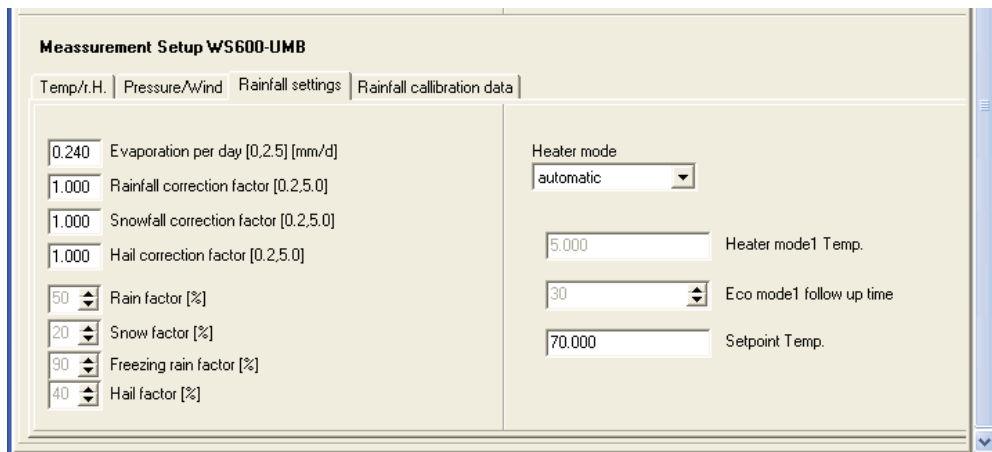 Meassurement Setup WS600-UMB
Temp/r.H. Pressure/Wind Rainfall settings Rainfall callibration data
0.240 Evaporation per day [0,2.5] [mm/d]
1.000 Rainfall correction factor [0.2,5.0]
1.000 Snowfall correction factor [0.2,5.0]
1.000 Hail correction factor [0.2,5.0]
50 Rain factor [%]
20 Snow factor [%]
90 Freezing rain factor [%]
40 Hail factor [%]
Heater mode
automatic
5.000 Heater mode1 Temp.
30 Eco mode1 follow up time
70.000 Setpoint Temp.